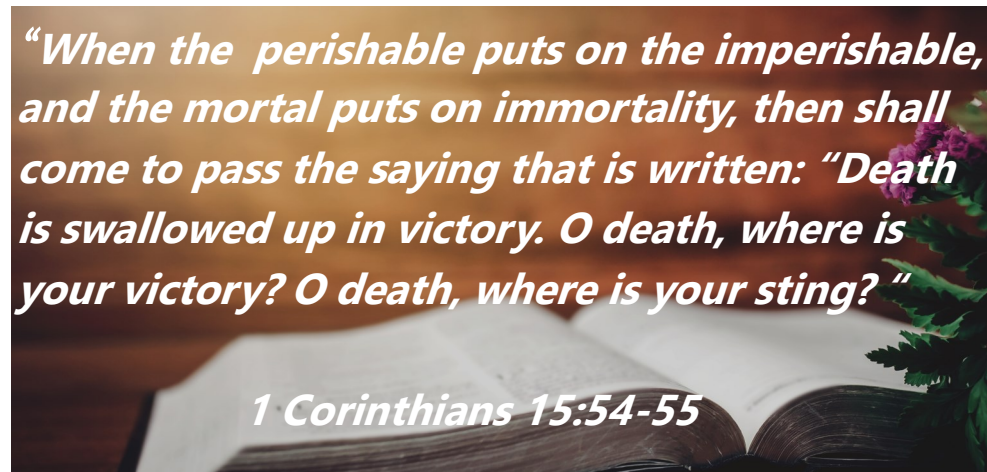 “When the  perishable puts on the imperishable,
and the mortal puts on immortality, then shall
come to pass the saying that is written: “Death
is swallowed up in victory. O death, where is
your victory? O death, where is your sting? “
1 Corinthians 15:54-55